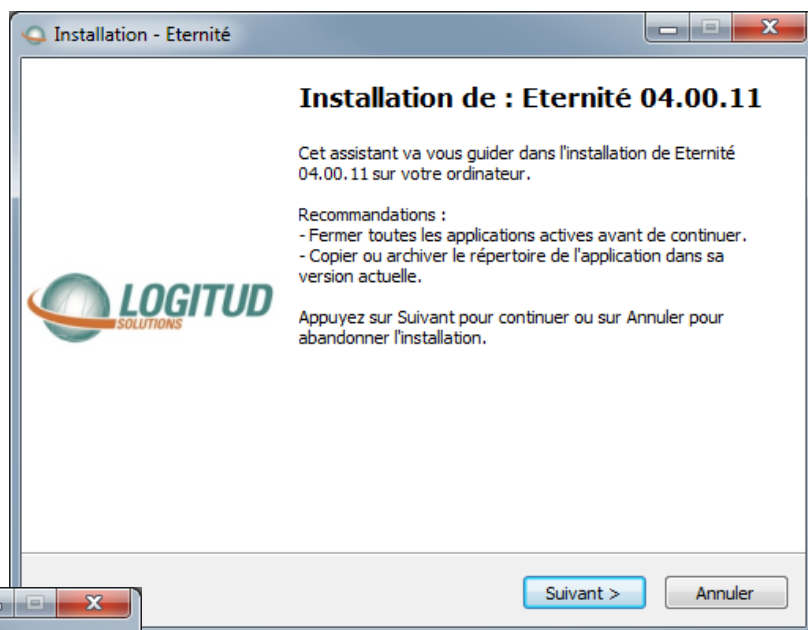 Installation - Eternité
Installation de : Eternité 04.00.11
Cet assistant va vous guider dans l'installation de Eternité
04.00.11 sur votre ordinateur.
Recommandations :
- Fermer toutes les applications actives avant de continuer.
- Copier ou archiver le répertoire de l'application dans sa
version actuelle.
LOGITUD
SOLUTIONS
Appuyez sur Suivant pour continuer ou sur Annuler pour
abandonner l'installation.
Suivant >
Annuler